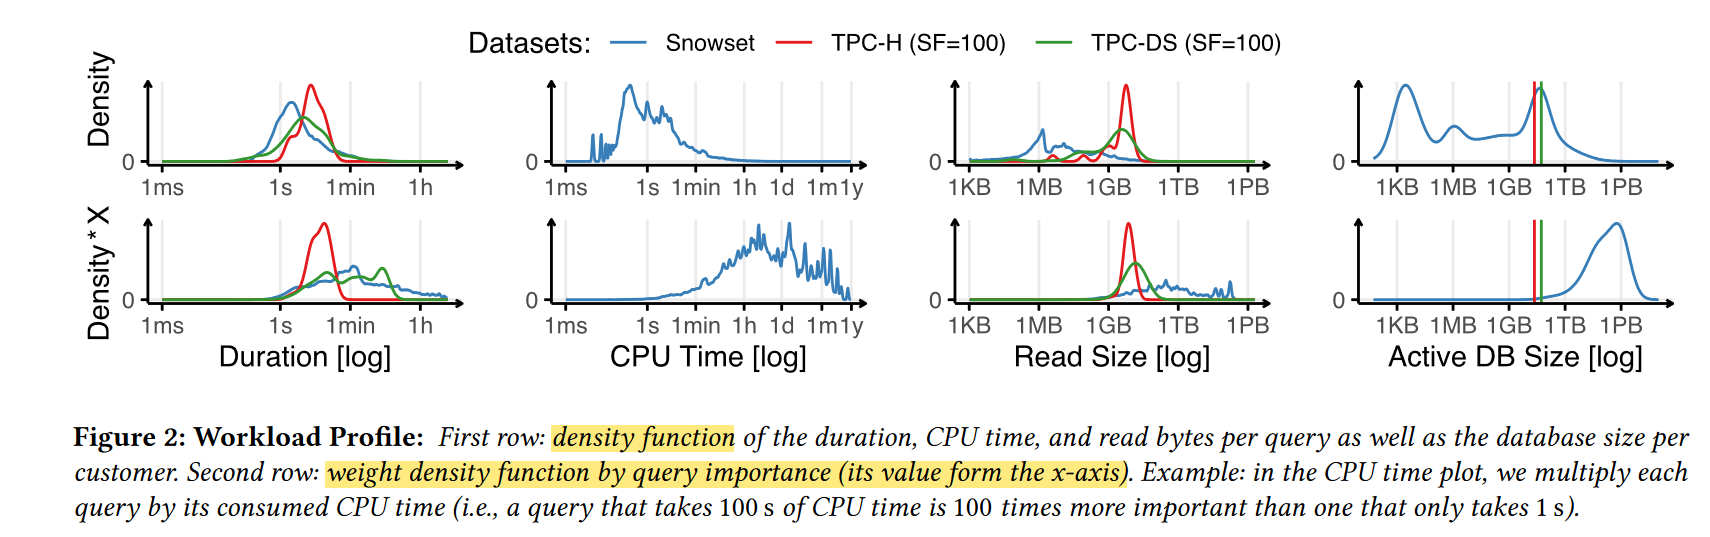 Datasets: Snowset TPC-H (SF=100) TPC-DS (SF=100)
Density
0 0 0 0
1ms 1s 1min 1h 1ms 1s 1min 1h 1d 1m1y 1KB 1MB 1GB 1TB 1PB 1KB 1MB 1GB 1TB 1PB
Density * X
0 0 0 0
1ms 1s 1min 1h 1ms 1s 1min 1h 1d 1m1y 1KB 1MB 1GB 1TB 1PB 1KB 1MB 1GB 1TB 1PB
Duration [log] CPU Time [log] Read Size [log] Active DB Size [log]
Figure 2: Workload Profile: First row: density function of the duration, CPU time, and read bytes per query as well as the database size per
customer. Second row: weight density function by query importance (its value form the x-axis). Example: in the CPU time plot, we multiply each
query by its consumed CPU time (i.e., a query that takes 100 s of CPU time is 100 times more important than one that only takes 1 s).